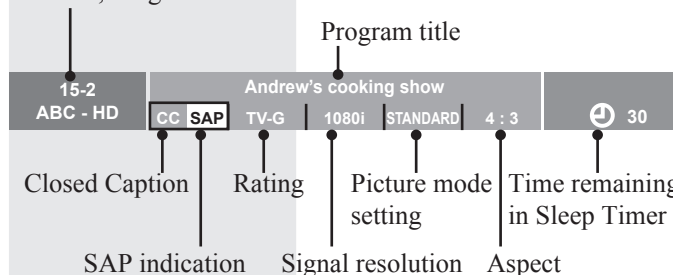 Program title
15-2
ABC - HD
Andrew's cooking show
CC SAP TV-G 1080i STANDARD 4 : 3
30
Closed Caption
Rating
Picture mode
setting
Time remaining
in Sleep Timer
SAP indication
Signal resolution
Aspect